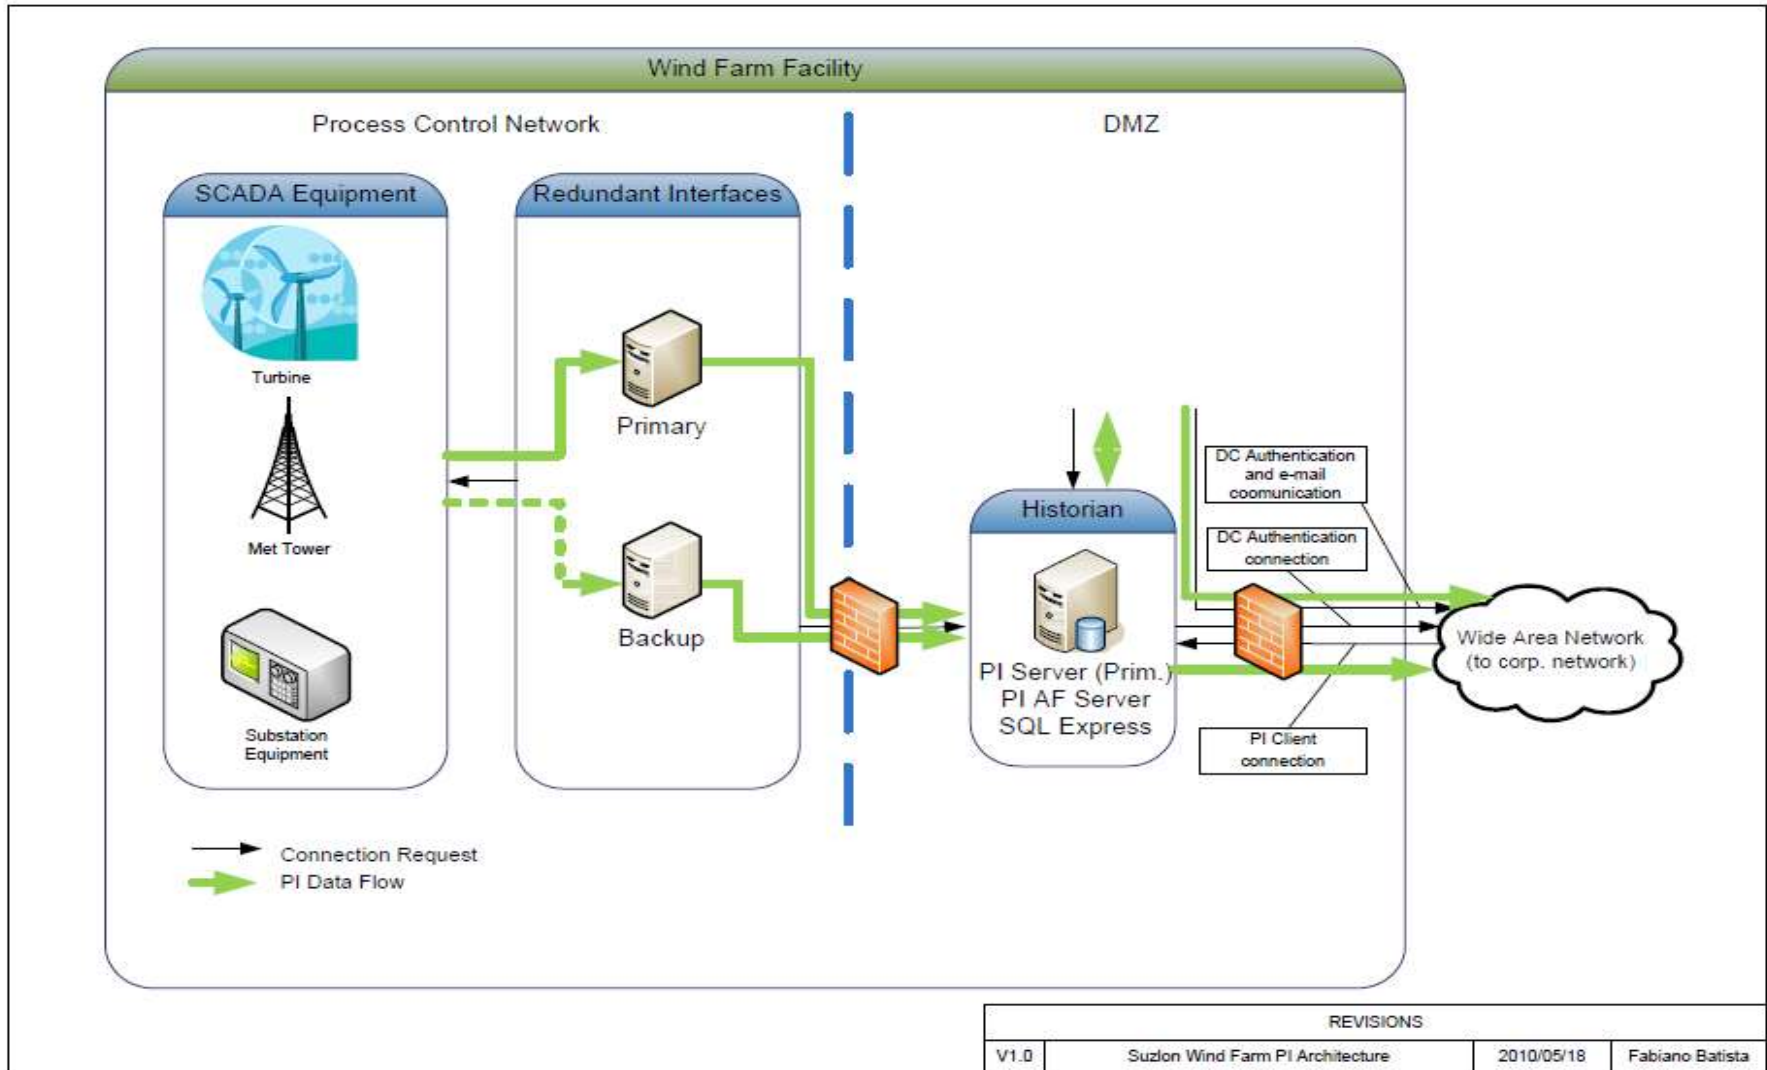 Wind Farm Facility
Process Control Network
DMZ
SCADA Equipment
Redundant Interfaces
Turbine
Primary
Met Tower
Backup
Substation
Equipment
Historian
PI Server (Prim.)
PI AF Server
SQL Express
DC Authentication
and e-mail
coomunication
DC Authentication
connection
PI Client
connection
Wide Area Network
(to corp. network)
Connection Request
PI Data Flow
REVISIONS
V1.0 Suzlon Wind Farm PI Architecture 2010/05/18 Fabiano Batista